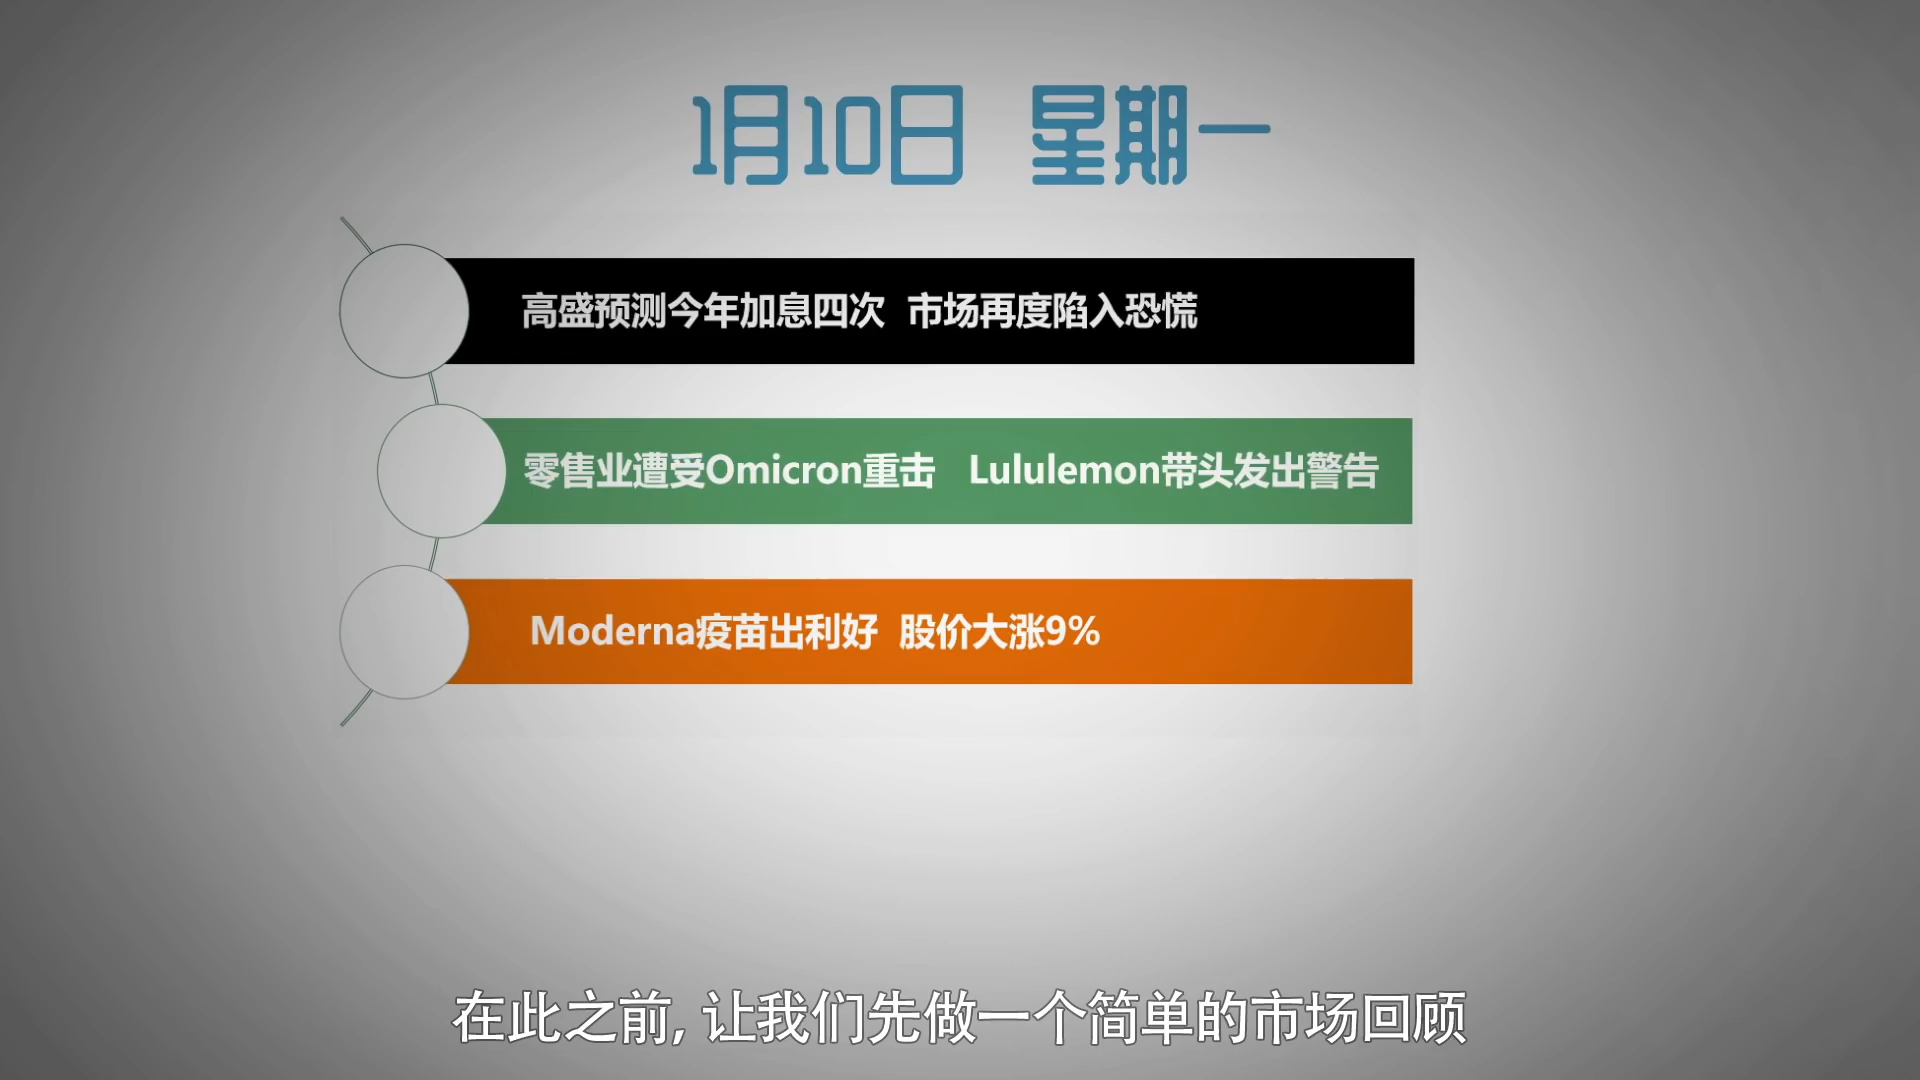 1月10日 星期一
高盛预测今年加息四次 市场再度陷入恐慌
零售业遭受Omicron重击 Lululemon带头发出警告
Moderna疫苗出利好 股价大涨9%
在此之前, 让我们先做一个简单的市场回顾